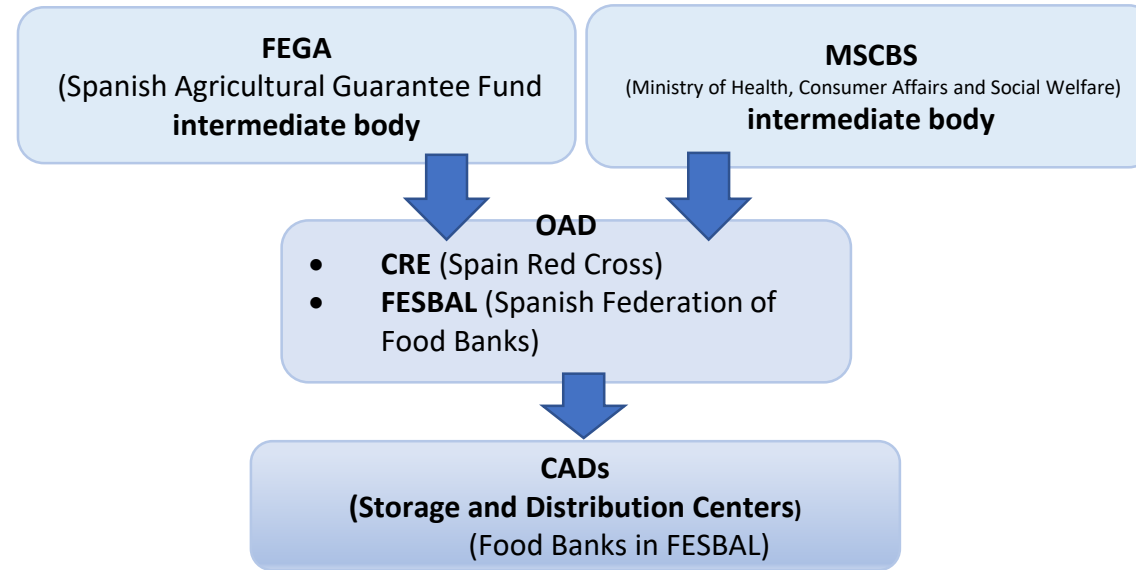 FEGA
(Spanish Agricultural Guarantee Fund
intermediate body
MSCBS
(Ministry of Health, Consumer Affairs and Social Welfare)
intermediate body
OAD
• CRE (Spain Red Cross)
• FESBAL (Spanish Federation of
Food Banks)
CADs
(Storage and Distribution Centers)
(Food Banks in FESBAL)